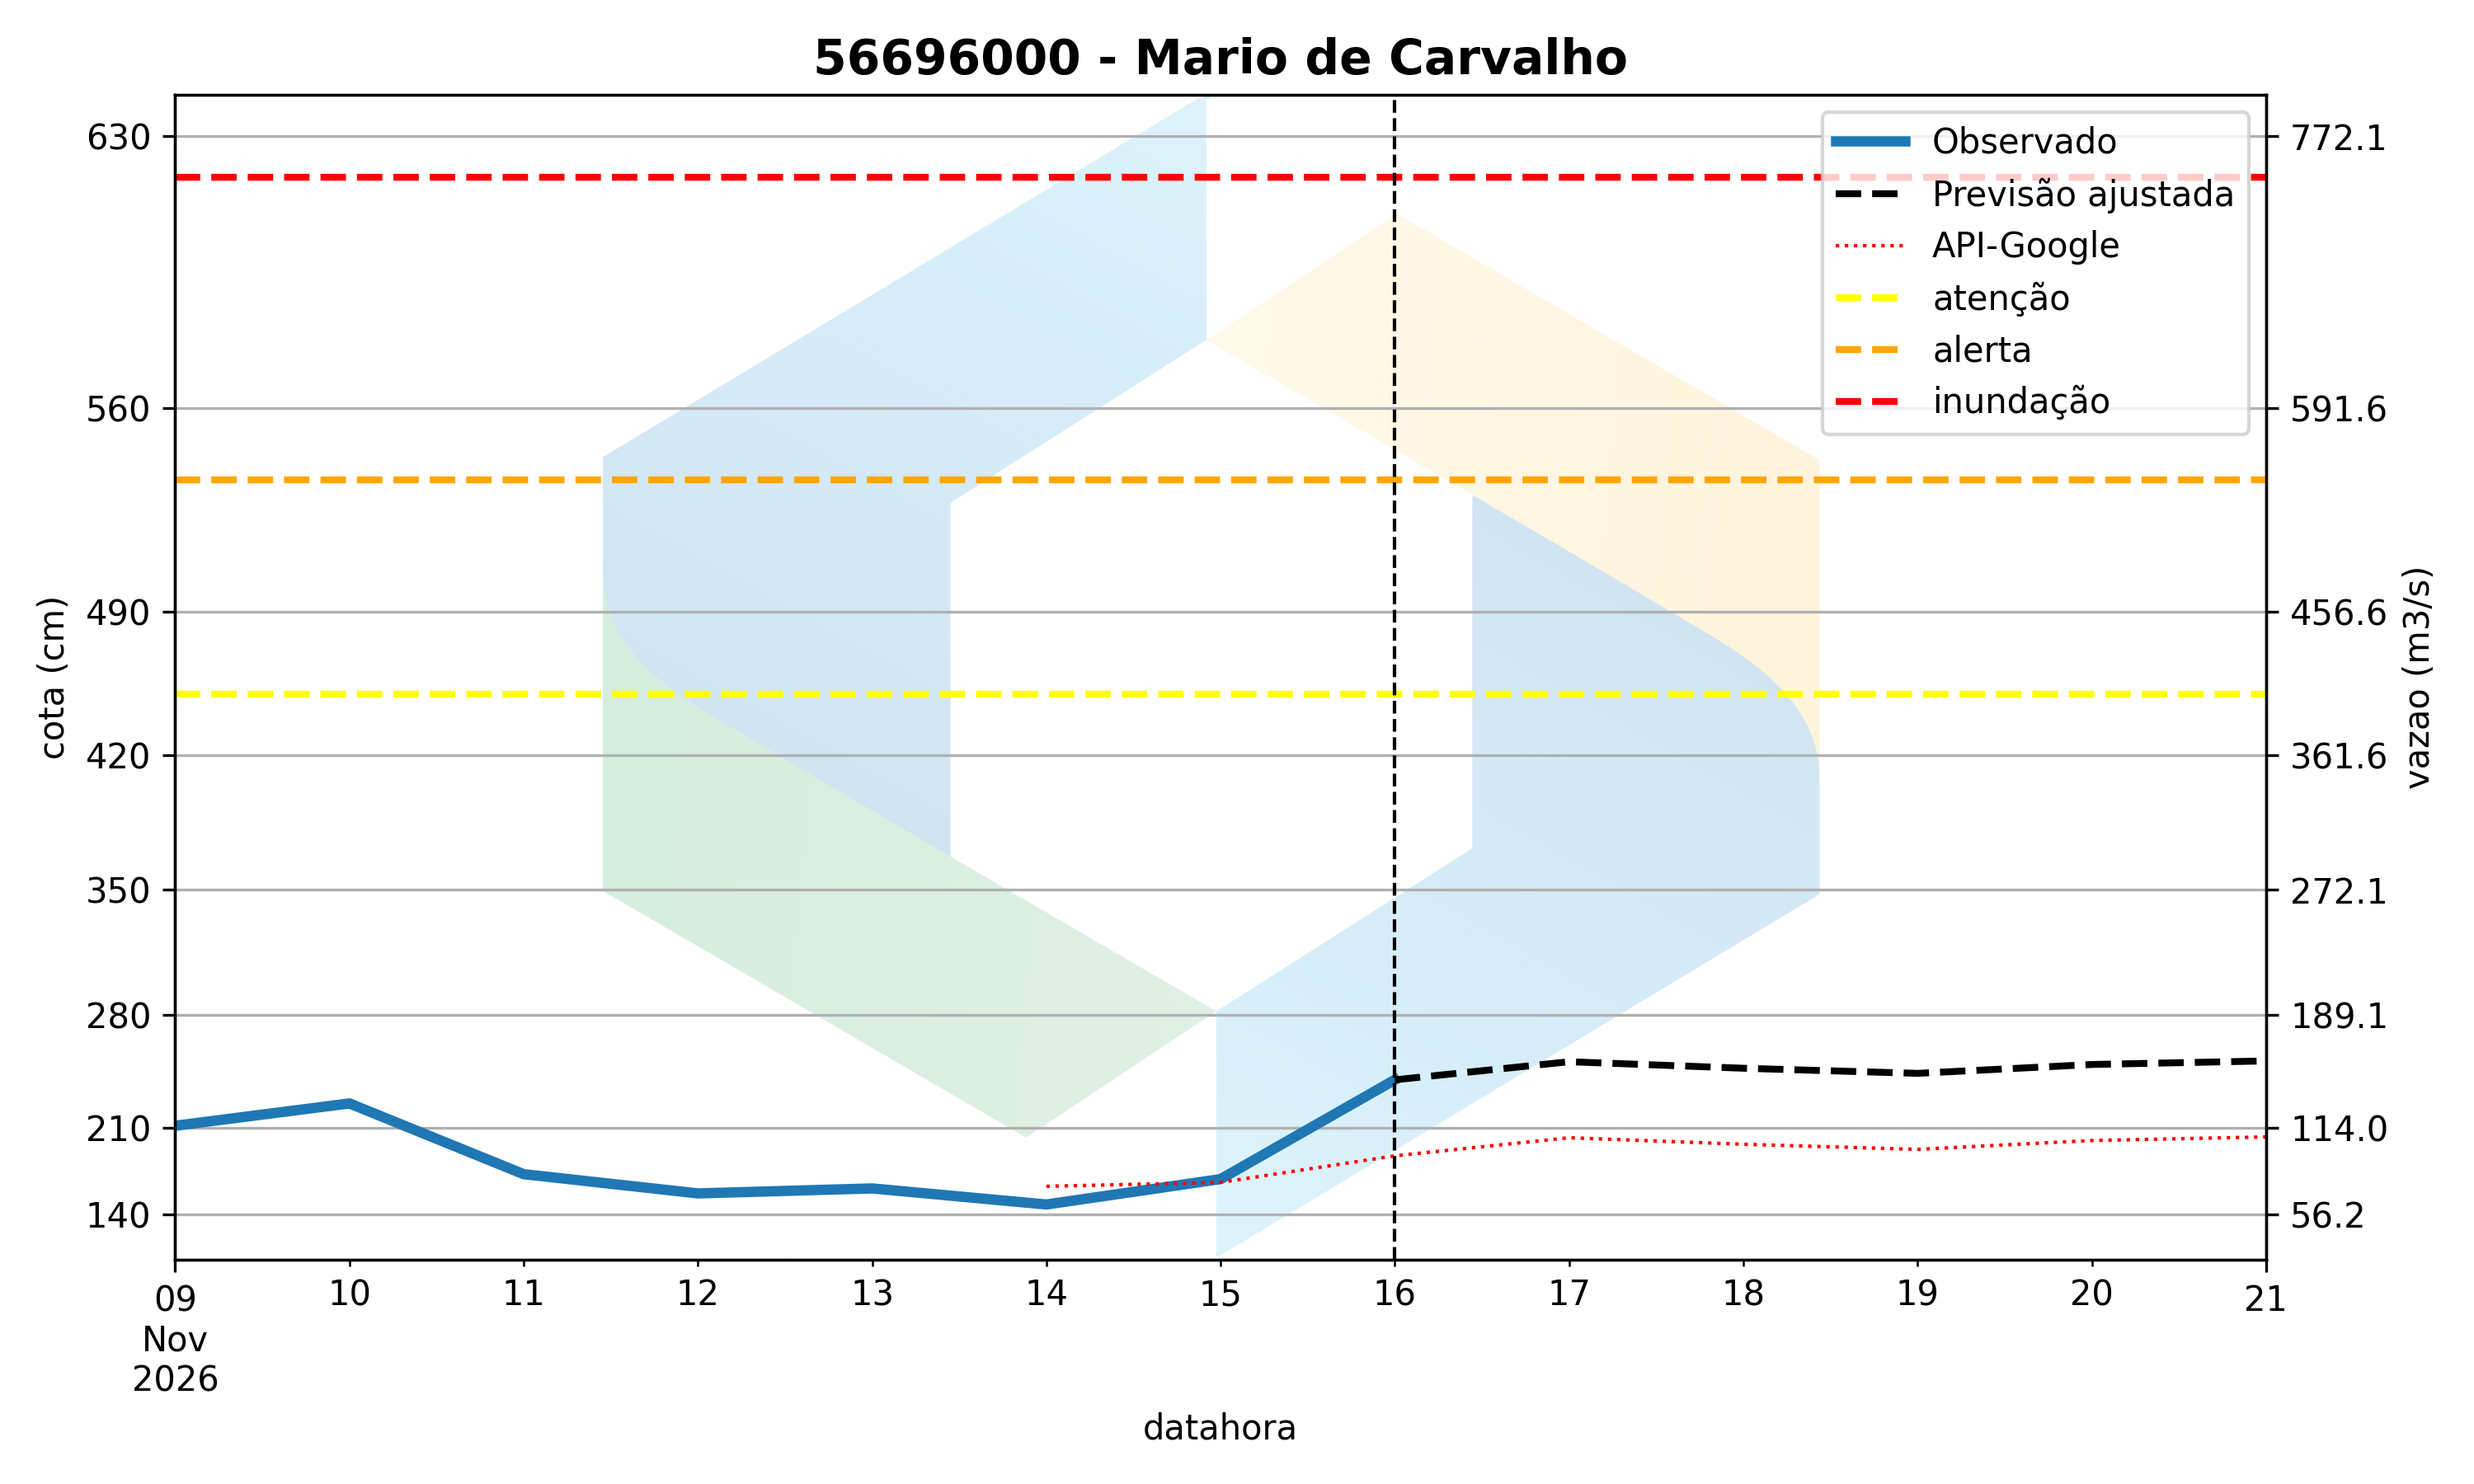 56696000 - Mario de Carvalho
Observado
Previsão ajustada
API-Google
atenção
alerta
inundação
630
560
490
420
350
280
210
140
cota (cm)
772.1
591.6
456.6
361.6
272.1
189.1
114.0
56.2
vazao (m3/s)
09 10 11 12 13 14 15 16 17 18 19 20 21
Nov
2026
datahora